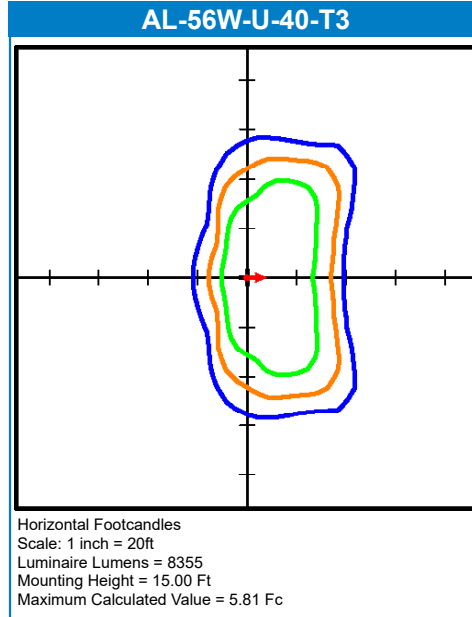 AL-56W-U-40-T3
Horizontal Footcandles
Scale: 1 inch = 20ft
Luminaire Lumens = 8355
Mounting Height = 15.00 Ft
Maximum Calculated Value = 5.81 Fc